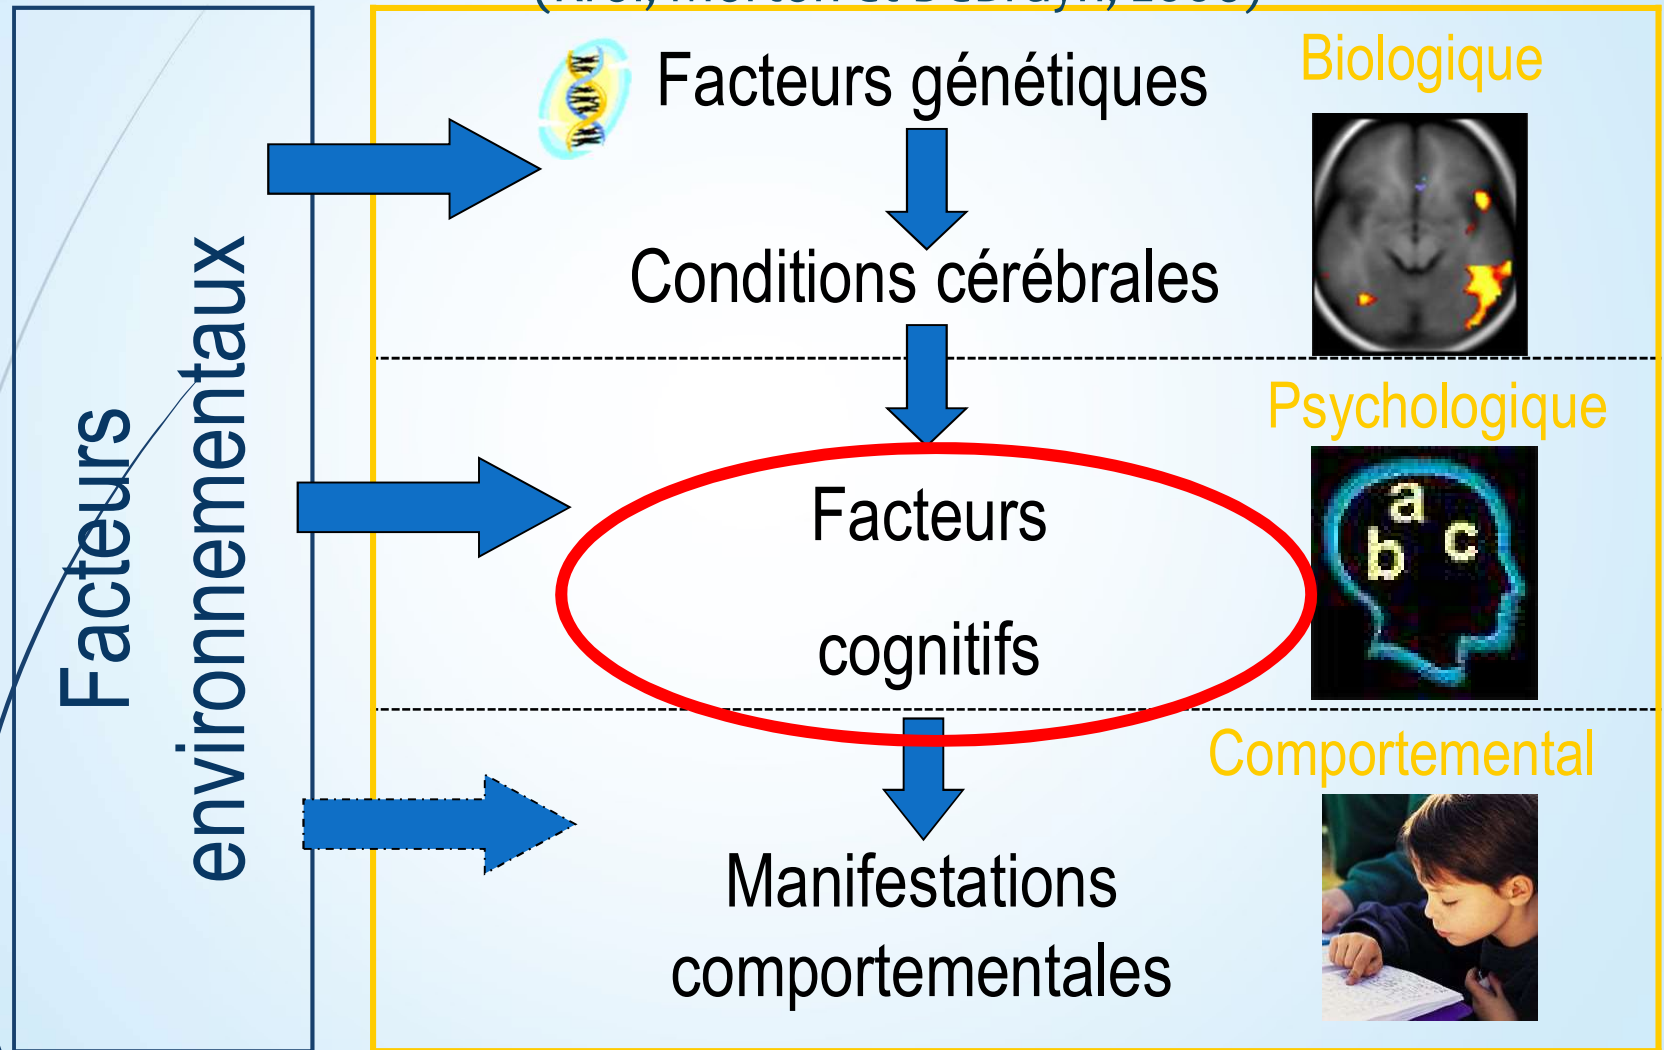 Facteurs génétiques
Biologique
Conditions cérébrales
Psychologique
Facteurs
environnementaux
Facteurs
cognitifs
a
b c
Comportemental
Manifestations
comportementales